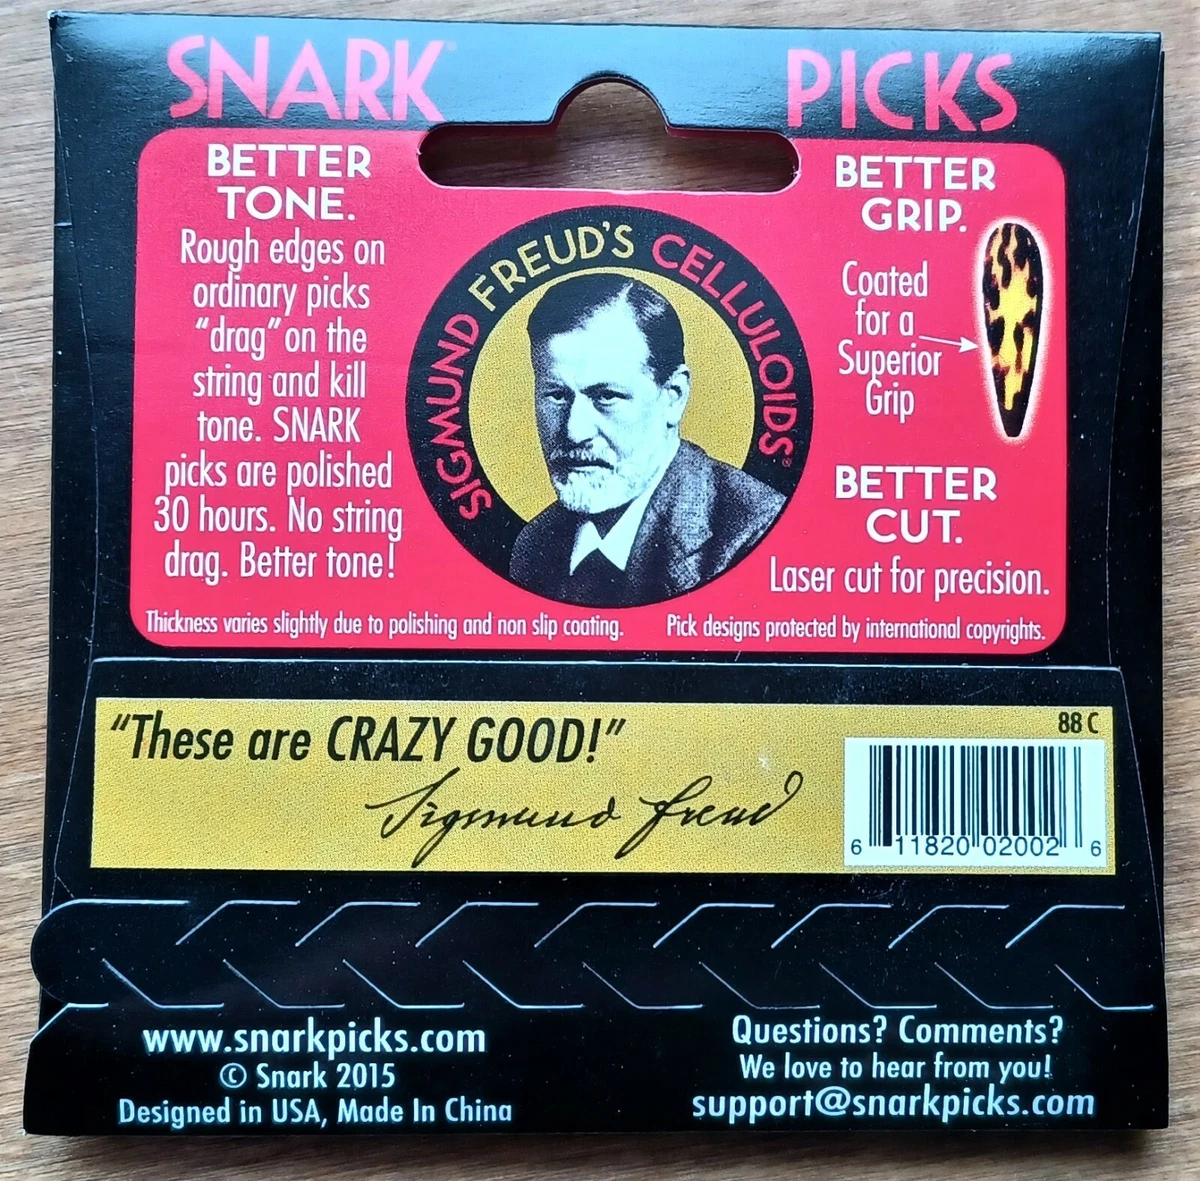 SNARK PICKS
BETTER
TONE.
Rough edges on
ordinary picks
"drag" on the
string and kill
tone. SNARK
picks are polished
30 hours. No string
drag. Better tone!
SIGMUND FREUD'S CELLULOIDS®
BETTER
GRIP.
Coated
for a
Superior
Grip
BETTER
CUT.
Laser cut for precision.
Thickness varies slightly due to polishing and non slip coating.
Pick designs protected by international copyrights.
"These are CRAZY GOOD!"
Sigmund Freud
88 C
6 11820 02002 6
www.snarkpicks.com
© Snark 2015
Designed in USA, Made In China
Questions? Comments?
We love to hear from you!
support@snarkpicks.com